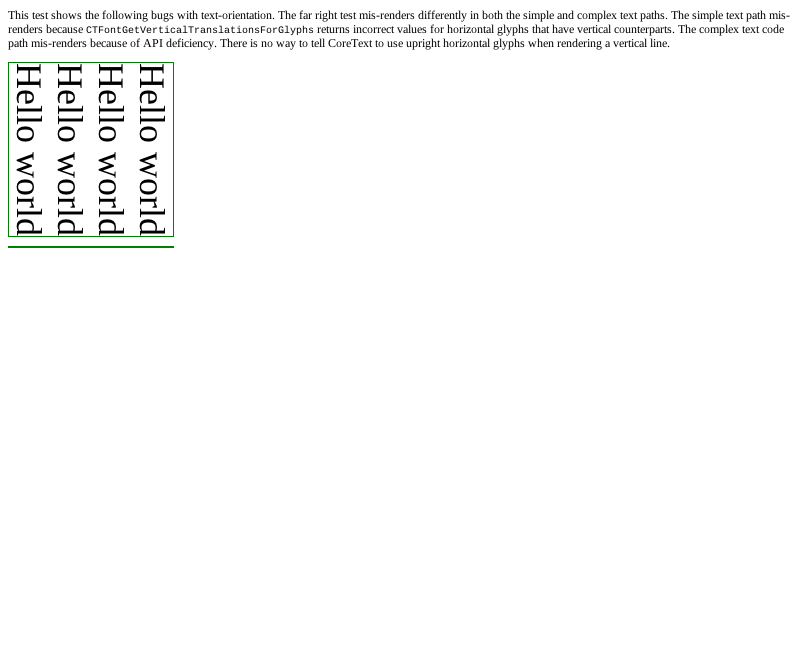 This test shows the following bugs with text-orientation. The far right test mis-renders differently in both the simple and complex text paths. The simple text path mis-
renders because CTFontGetVerticalTranslationsForGlyphs returns incorrect values for horizontal glyphs that have vertical counterparts. The complex text code
path mis-renders because of API deficiency. There is no way to tell CoreText to use upright horizontal glyphs when rendering a vertical line.
Hello world
Hello world
Hello world
Hello world